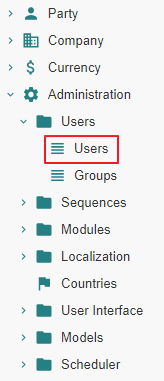 Party
Company
Currency
Administration
Users
Users
Groups
Sequences
Modules
Localization
Countries
User Interface
Models
Scheduler